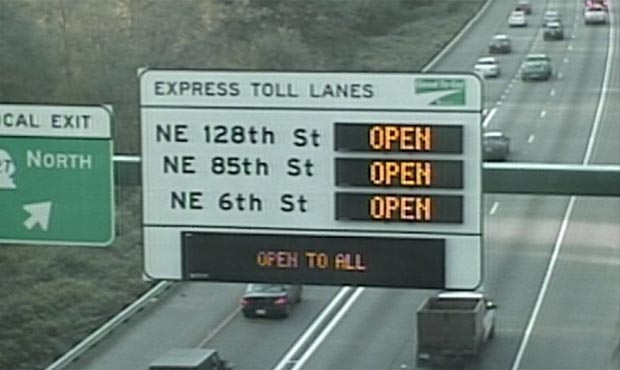 EXPRESS TOLL LANES
NE 128th St OPEN
NE 85th St OPEN
NE 6th St OPEN
OPEN TO ALL
CAL EXIT
NORTH